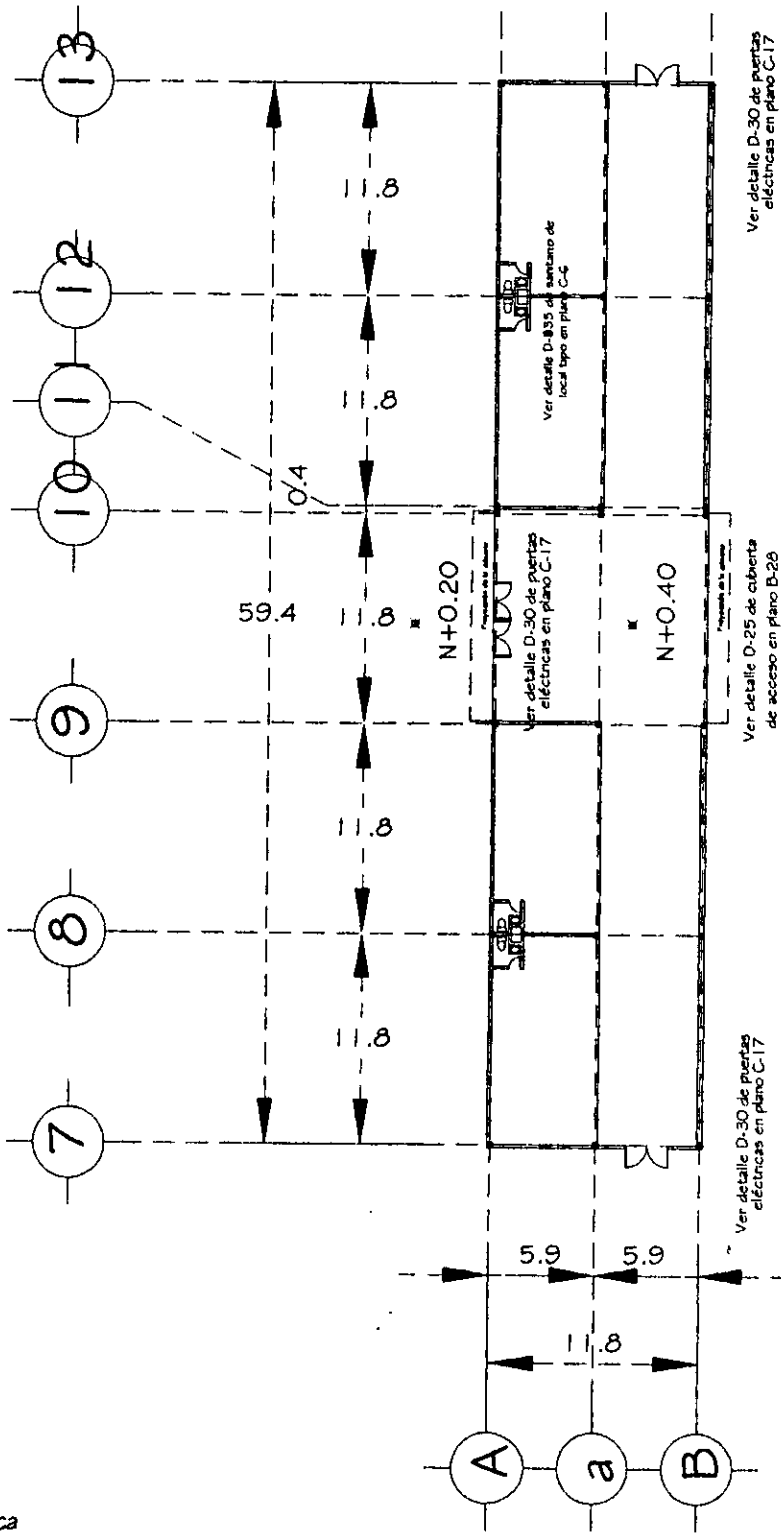 7
8
9
10
11
12
13
59.4
11.8
11.8
11.8
11.8
11.8
0.4
N+0.20
N+0.40
Ver detalle D-30 de puertas
eléctricas en plano C-17
Ver detalle D-835 de sanitario de
local tipo en plano C-6
Ver detalle D-30 de puertas
eléctricas en plano C-17
Ver detalle D-25 de cubierta
de acceso en plano B-28
Ver detalle D-30 de puertas
eléctricas en plano C-17
A
a
B
5.9
5.9
11.8
ca